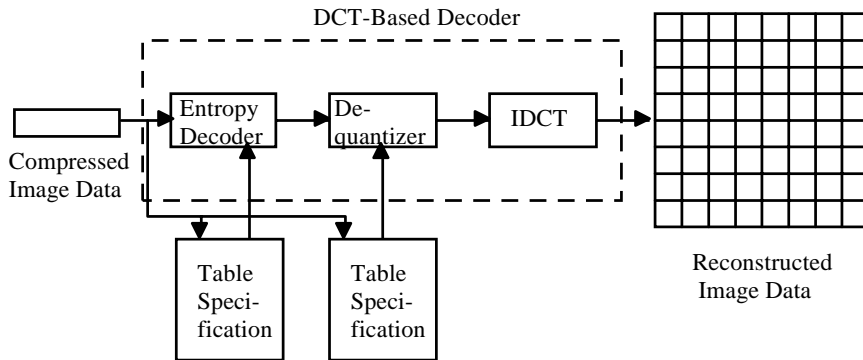 DCT-Based Decoder
Entropy
Decoder
De-
quantizer
IDCT
Compressed
Image Data
Table
Speci-
fication
Table
Speci-
fication
Reconstructed
Image Data